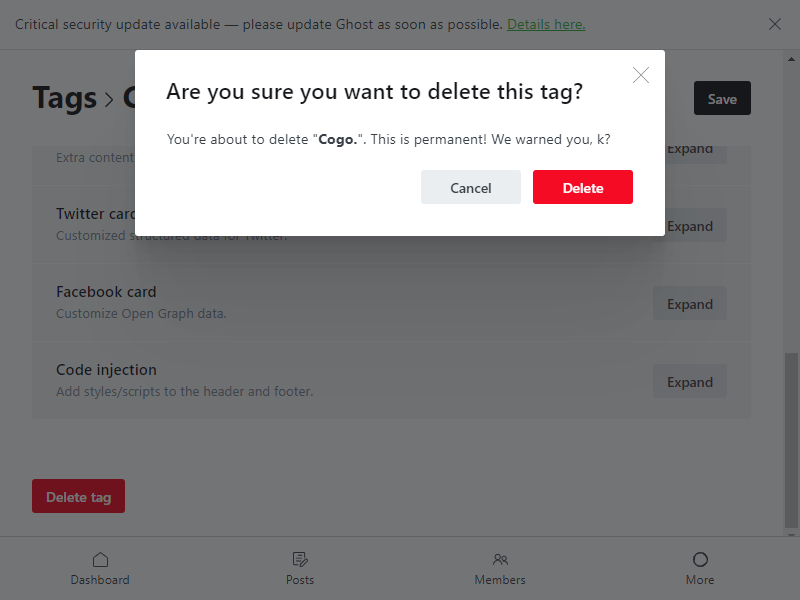 Critical security update available — please update Ghost as soon as possible. Details here.
Tags
Save
Are you sure you want to delete this tag?
You're about to delete "Cogo.". This is permanent! We warned you, k?
Cancel
Delete
Extra content
Expand
Twitter card
Customized structured data for Twitter.
Expand
Facebook card
Customize Open Graph data.
Expand
Code injection
Add styles/scripts to the header and footer.
Expand
Delete tag
Dashboard
Posts
Members
More